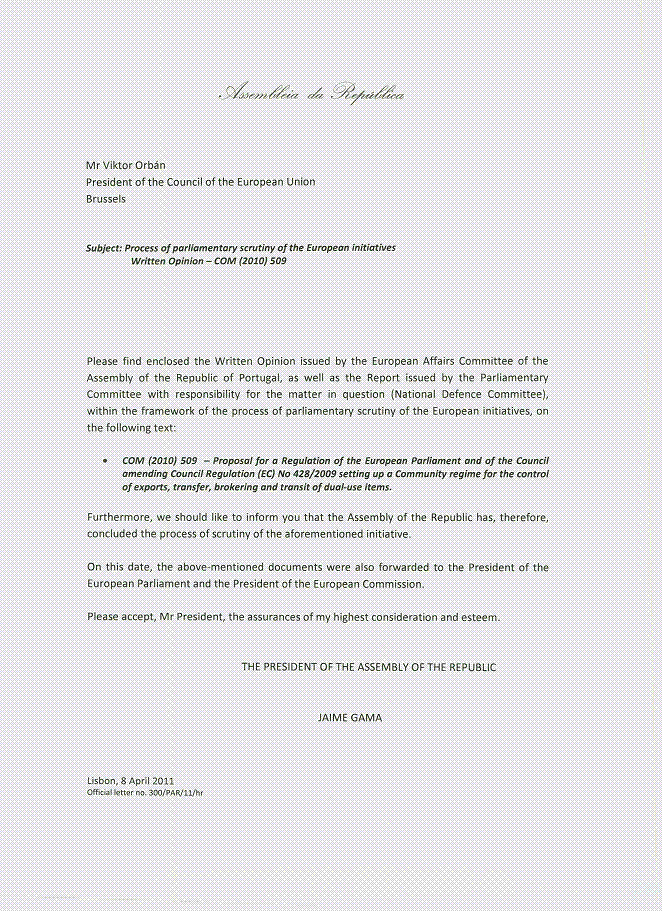 Assembleia da República
Mr Viktor Orbán
President of the Council of the European Union
Brussels
Subject: Process of parliamentary scrutiny of the European initiatives
Written Opinion – COM (2010) 509
Please find enclosed the Written Opinion issued by the European Affairs Committee of the
Assembly of the Republic of Portugal, as well as the Report issued by the Parliamentary
Committee with responsibility for the matter in question (National Defence Committee),
within the framework of the process of parliamentary scrutiny of the European initiatives, on
the following text:
• COM (2010) 509 – Proposal for a Regulation of the European Parliament and of the Council
amending Council Regulation (EC) No 428/2009 setting up a Community regime for the control
of exports, transfer, brokering and transit of dual-use items.
Furthermore, we should like to inform you that the Assembly of the Republic has, therefore,
concluded the process of scrutiny of the aforementioned initiative.
On this date, the above-mentioned documents were also forwarded to the President of the
European Parliament and the President of the European Commission.
Please accept, Mr President, the assurances of my highest consideration and esteem.
THE PRESIDENT OF THE ASSEMBLY OF THE REPUBLIC
JAIME GAMA
Lisbon, 8 April 2011
Official letter no. 300/PAR/11/hr